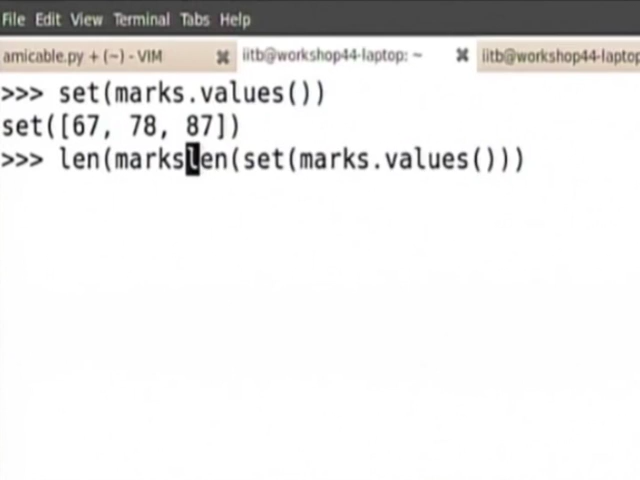 File Edit View Terminal Tabs Help
amicable.py + (~) - VIM ✖ iitb@workshop44-laptop: ~ ✖ iitb@workshop44-laptop
>>> set(marks.values())
set([67, 78, 87])
>>> len(markslen(set(marks.values()))